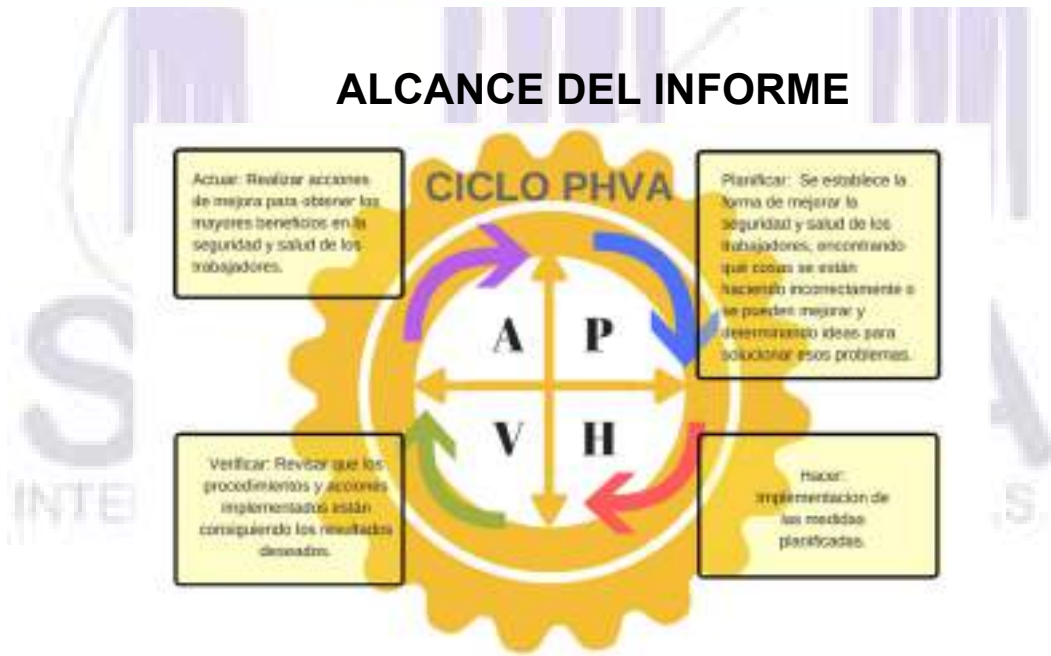 ALCANCE DEL INFORME
CICLO PHVA
Actuar: Realizar acciones
de mejora para obtener los
mayores beneficios en la
seguridad y salud de los
trabajadores.
Planificar: Se establece la
forma de mejorar la
seguridad y salud de los
trabajadores, encontrando
que cosas se están
haciendo incorrectamente o
se pueden mejorar y
determinando ideas para
solucionar esos problemas.
A P
V H
Verificar: Revisar que los
procedimientos y acciones
implementados están
consiguiendo los resultados
deseados.
Hacer:
Implementacion de
las medidas
planificadas.
S A
INTE S